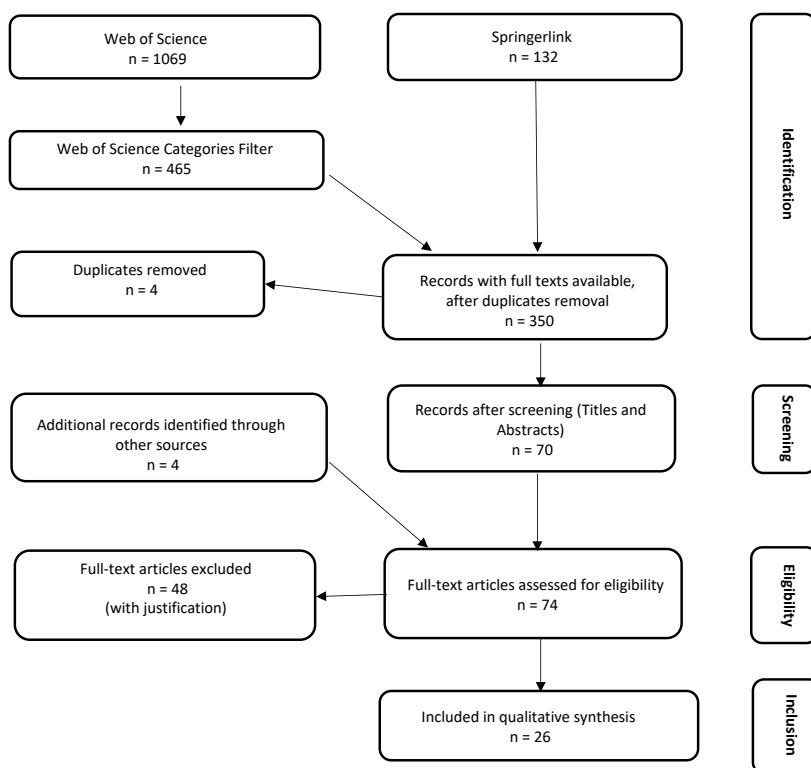 Web of Science
n = 1069
Springerlink
n = 132
Identification
Web of Science Categories Filter
n = 465
Duplicates removed
n = 4
Records with full texts available,
after duplicates removal
n = 350
Additional records identified through
other sources
n = 4
Records after screening (Titles and
Abstracts)
n = 70
Screening
Full-text articles excluded
n = 48
(with justification)
Full-text articles assessed for eligibility
n = 74
Eligibility
Included in qualitative synthesis
n = 26
Inclusion